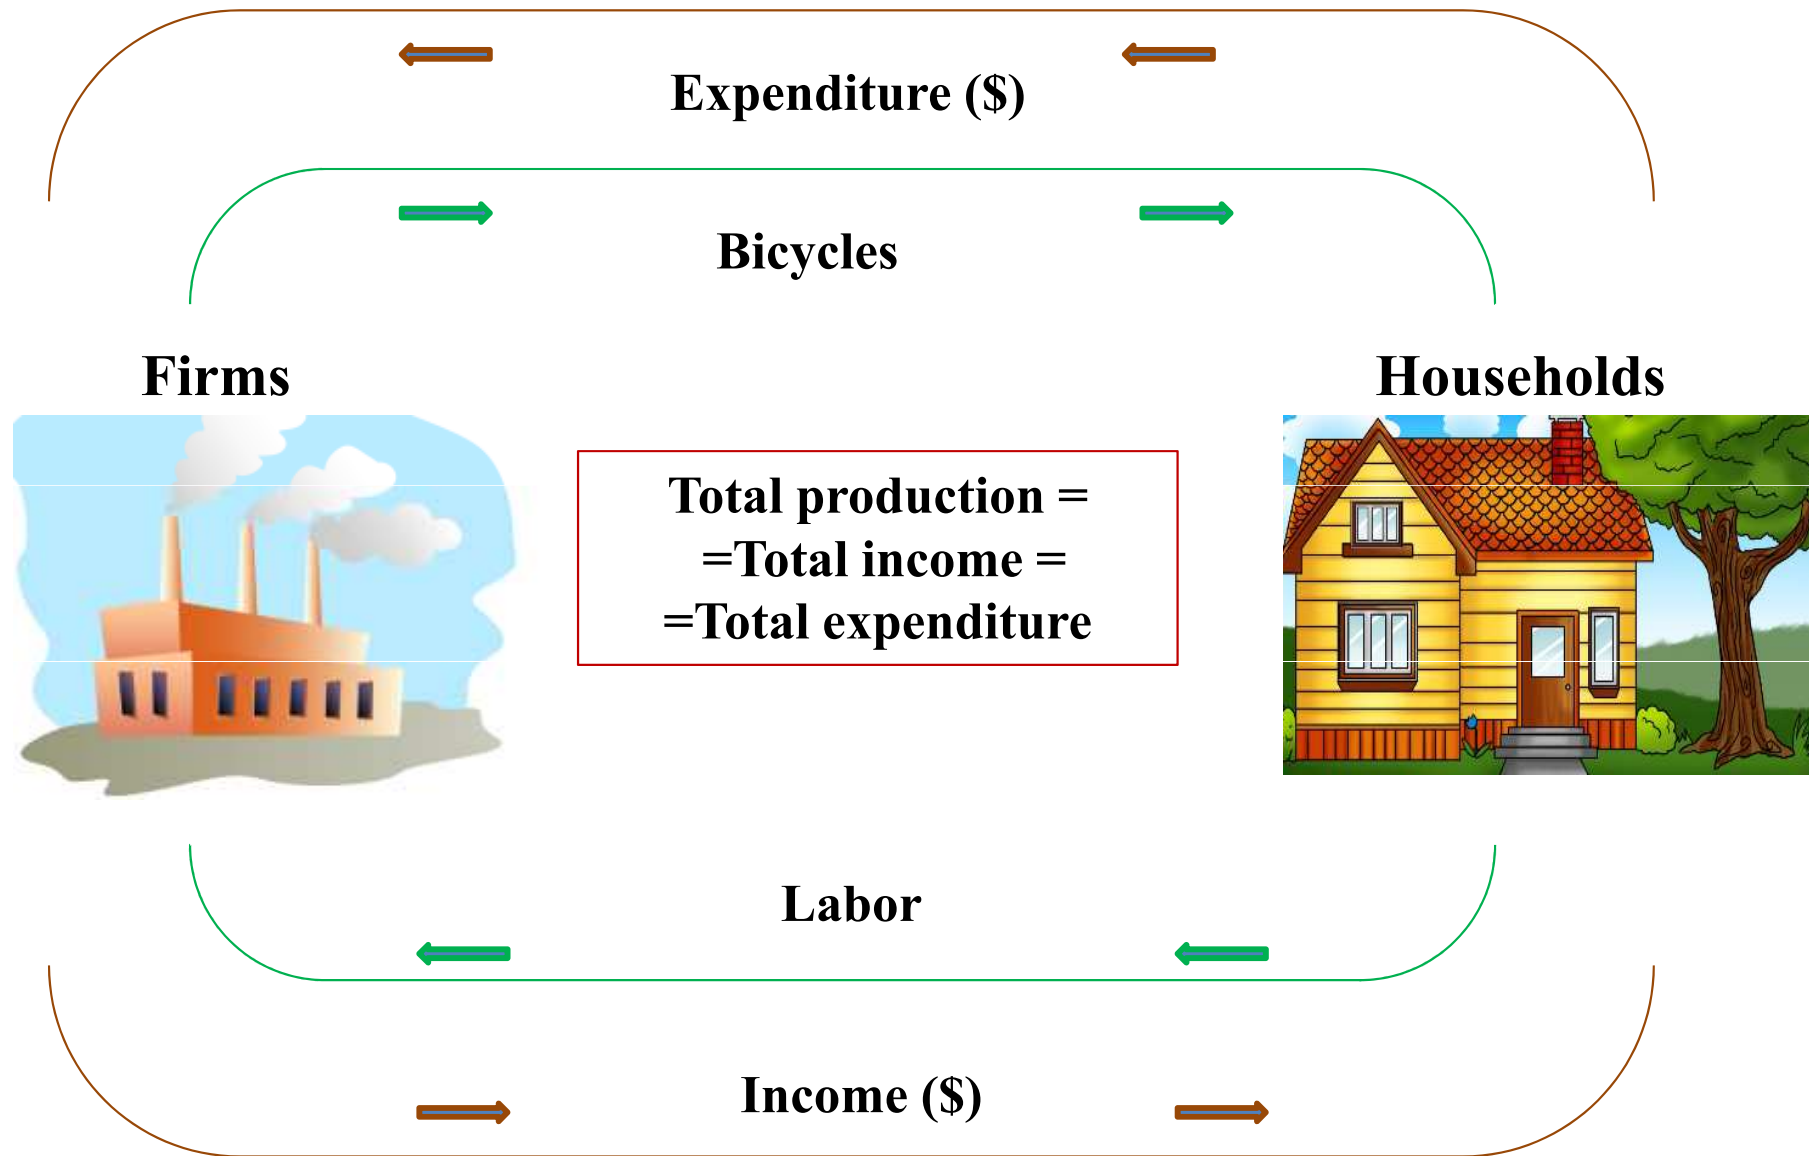 Expenditure ($)
Bicycles
Firms
Households
Total production =
=Total income =
=Total expenditure
Labor
Income ($)